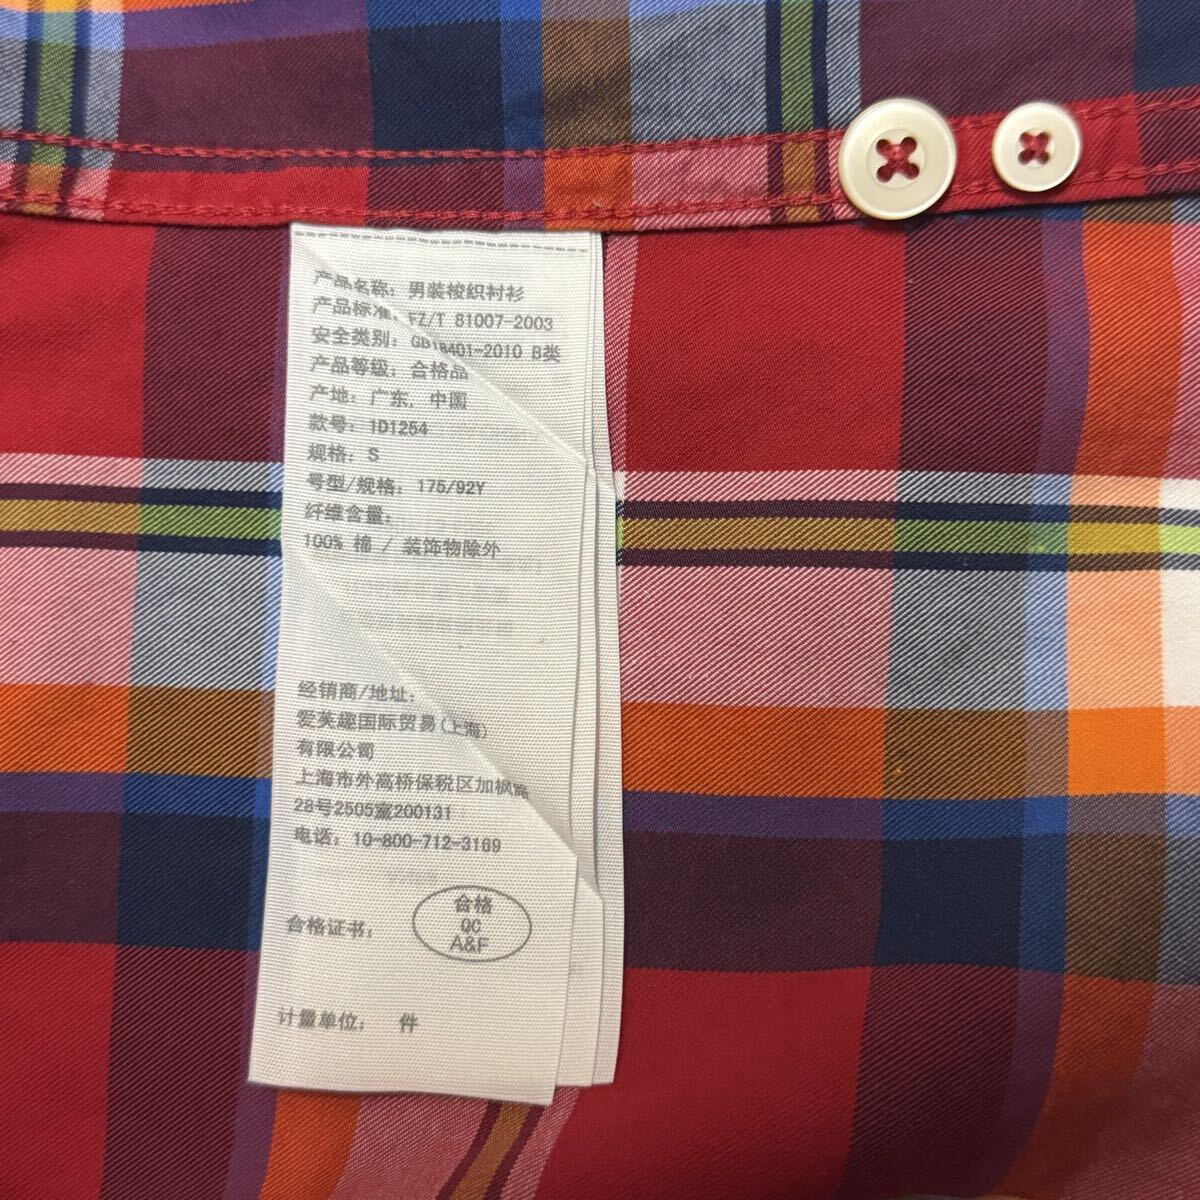 产品名称: 男装梭织衬衫
产品标准: FZ/T 81007-2003
安全类别: GB18401-2010 B类
产品等级: 合格品
产地: 广东, 中国
款号: 1D1254
规格: S
号型/规格: 175/92Y
纤维含量:
100% 棉 / 装饰物除外
经销商/地址:
爱芙趣国际贸易(上海)
有限公司
上海市外高桥保税区加枫路
28号2505室200131
电话: 10-800-712-3169
合格证书:
合格
QC
A&F
计量单位: 件